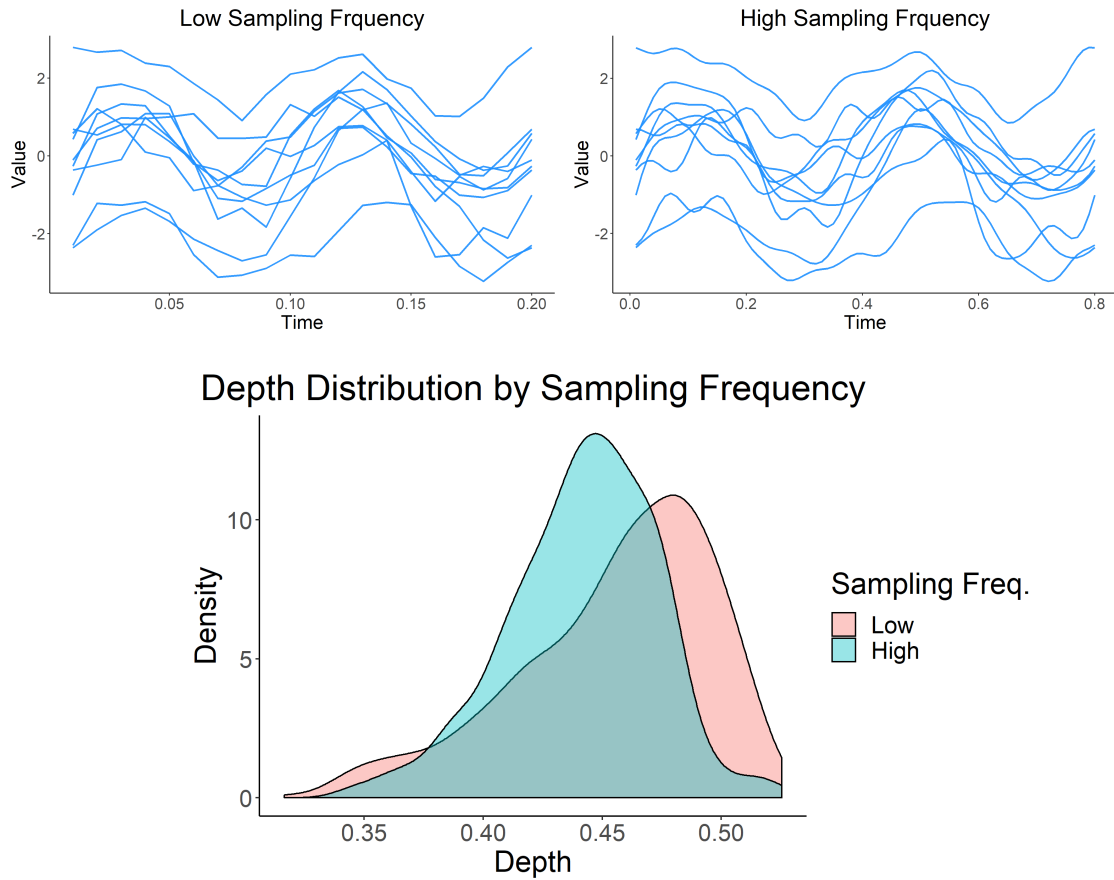 Low Sampling Frquency
High Sampling Frquency
Value
2
0
-2
0.05
0.10
0.15
0.20
Time
Value
2
0
-2
0.0
0.2
0.4
0.6
0.8
Time
Depth Distribution by Sampling Frequency
Density
10
5
0
0.35
0.40
0.45
0.50
Depth
Sampling Freq.
Low
High